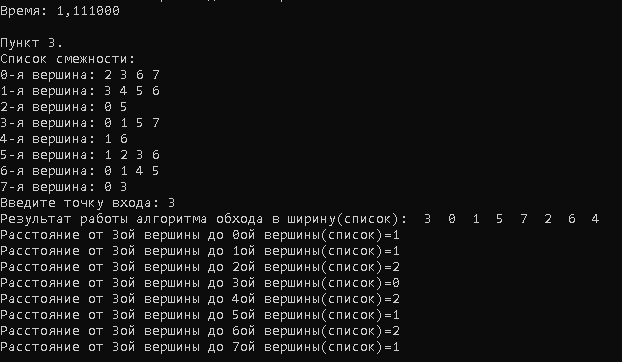 Время: 1,111000
Пункт 3.
Список смежности:
0-я вершина: 2 3 6 7
1-я вершина: 3 4 5 6
2-я вершина: 0 5
3-я вершина: 0 1 5 7
4-я вершина: 1 6
5-я вершина: 1 2 3 6
6-я вершина: 0 1 4 5
7-я вершина: 0 3
Введите точку входа: 3
Результат работы алгоритма обхода в ширину(список): 3 0 1 5 7 2 6 4
Расстояние от 3ой вершины до 0ой вершины(список)=1
Расстояние от 3ой вершины до 1ой вершины(список)=1
Расстояние от 3ой вершины до 2ой вершины(список)=2
Расстояние от 3ой вершины до 3ой вершины(список)=0
Расстояние от 3ой вершины до 4ой вершины(список)=2
Расстояние от 3ой вершины до 5ой вершины(список)=1
Расстояние от 3ой вершины до 6ой вершины(список)=2
Расстояние от 3ой вершины до 7ой вершины(список)=1